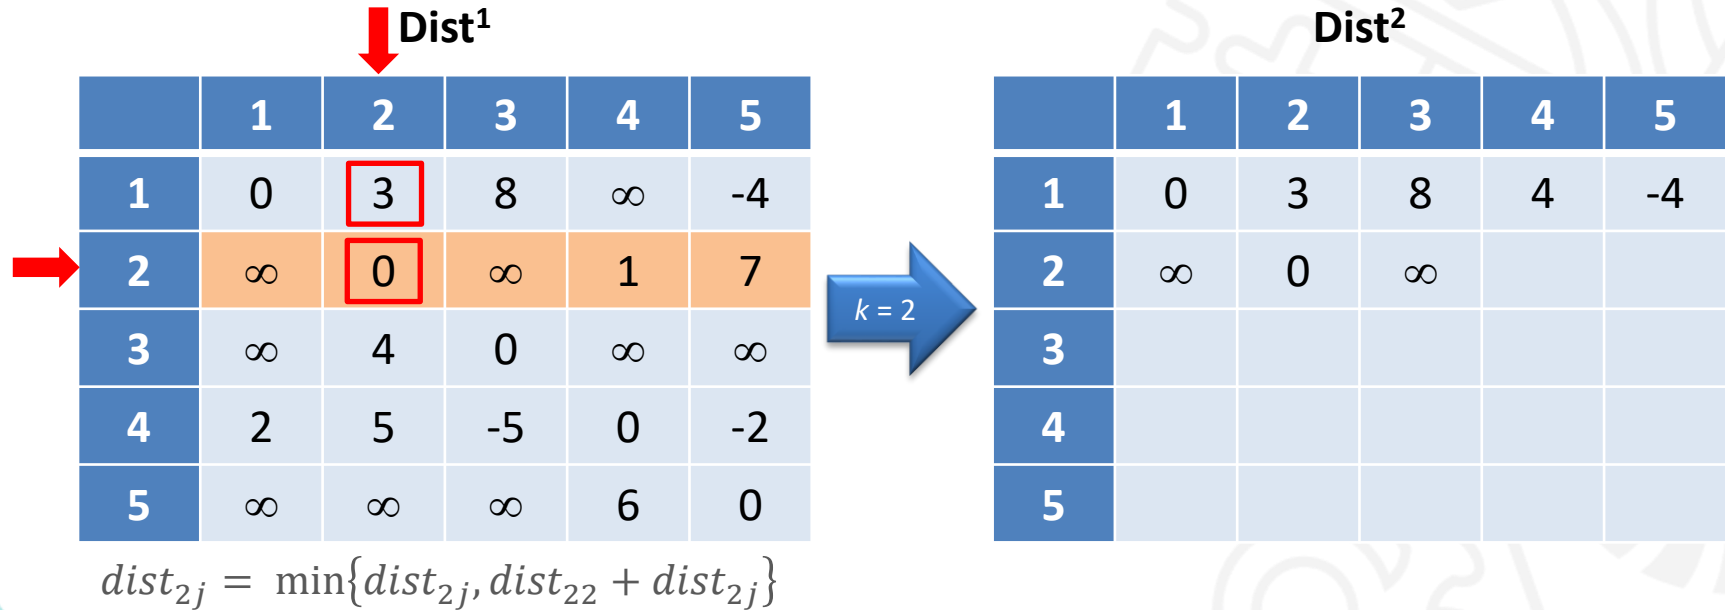 Dist¹ Dist²
1 2 3 4 5 1 2 3 4 5
1 0 3 8 ∞ -4 1 0 3 8 4 -4
2 ∞ 0 ∞ 1 7 2 ∞ 0 ∞
k = 2
3 ∞ 4 0 ∞ ∞ 3
4 2 5 -5 0 -2 4
5 ∞ ∞ ∞ 6 0 5
dist₂ⱼ = min{dist₂ⱼ, dist₂₂ + dist₂ⱼ}